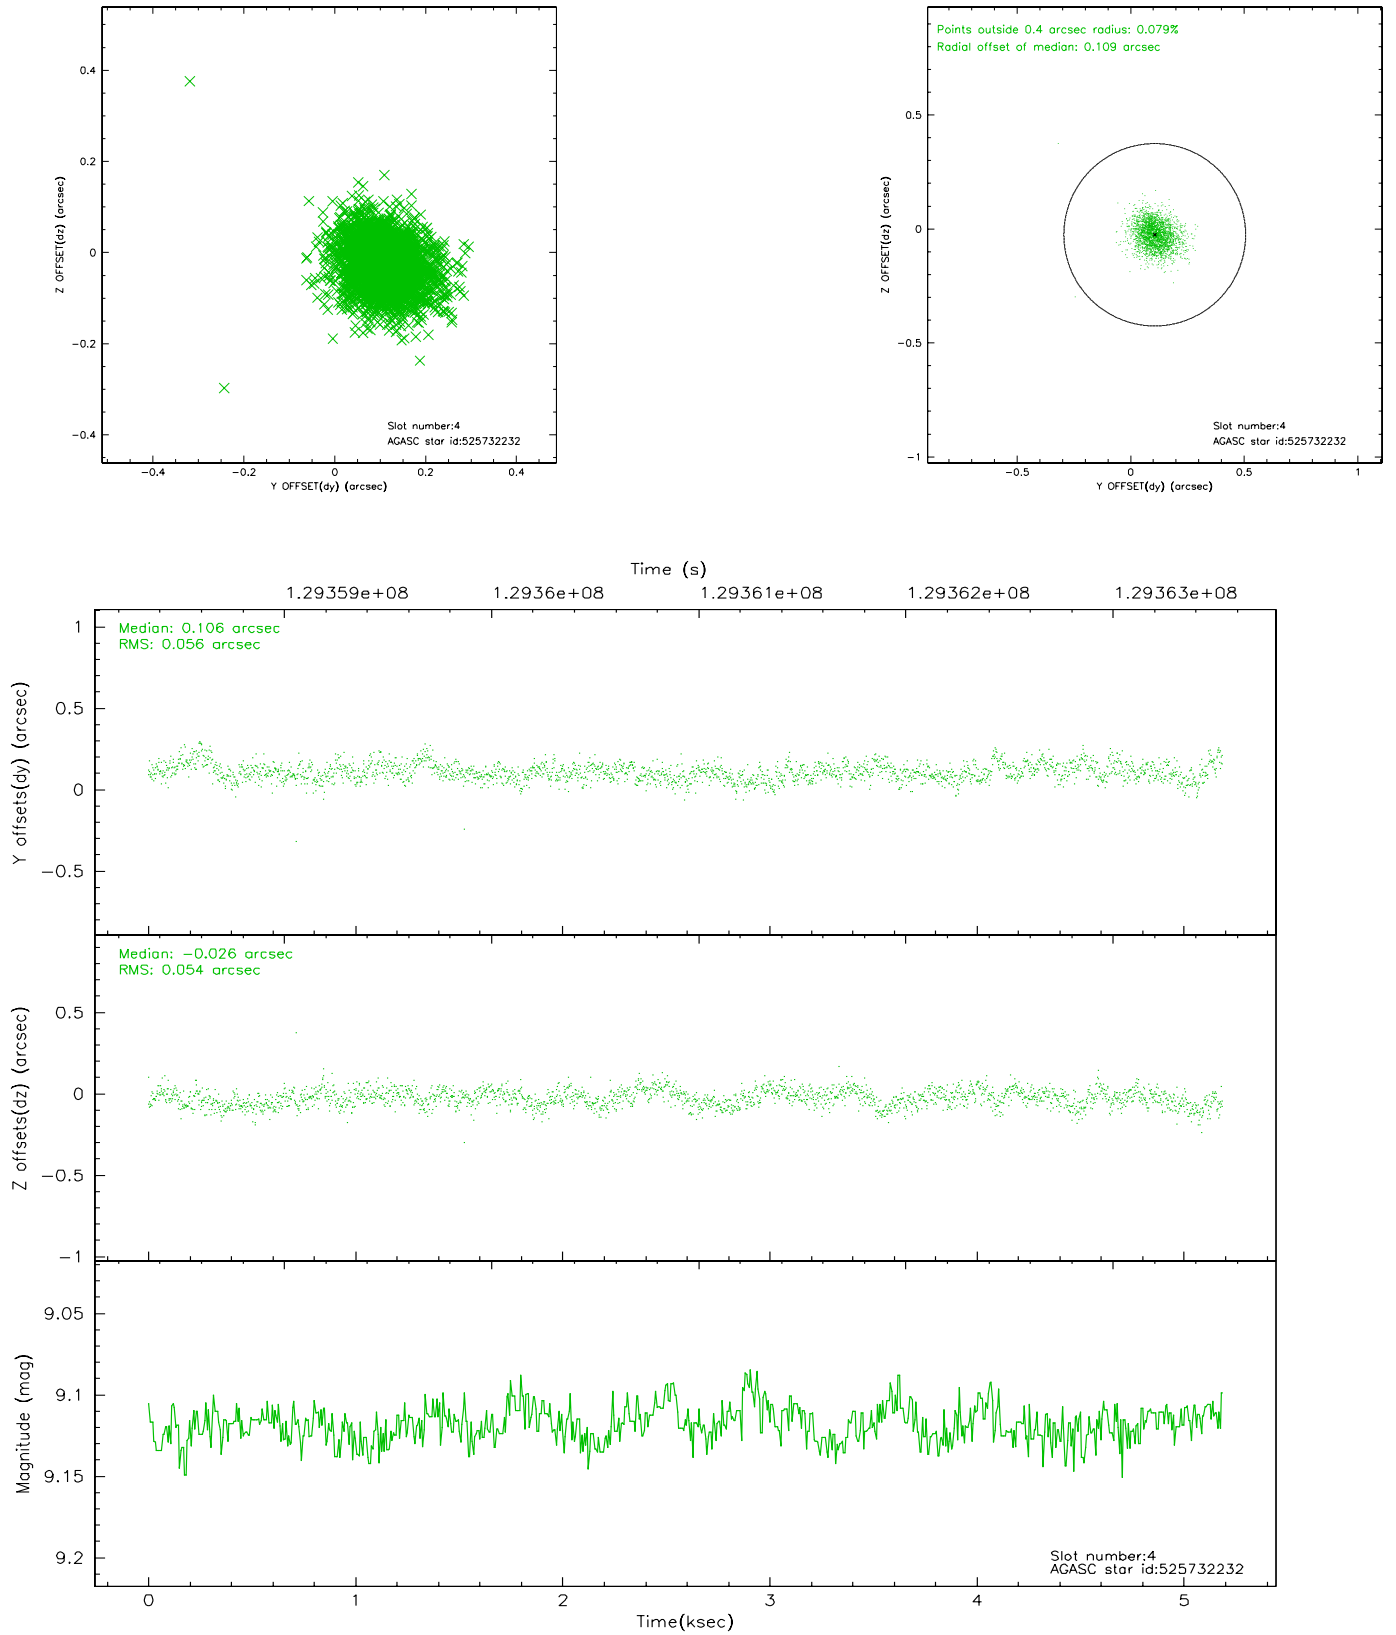 0.4
0.2
0
−0.2
−0.4
Z OFFSET(dz) (arcsec)
Slot number:4
AGASC star id:525732232
−0.4 −0.2 0 0.2 0.4
Y OFFSET(dy) (arcsec)
Points outside 0.4 arcsec radius: 0.079%
Radial offset of median: 0.109 arcsec
0.5
0
−0.5
−1
Z OFFSET(dz) (arcsec)
Slot number:4
AGASC star id:525732232
−0.5 0 0.5 1
Y OFFSET(dy) (arcsec)
Time (s)
1.29359e+08 1.2936e+08 1.29361e+08 1.29362e+08 1.29363e+08
Median: 0.106 arcsec
RMS: 0.056 arcsec
1
0.5
0
−0.5
Y offsets(dy) (arcsec)
Median: −0.026 arcsec
RMS: 0.054 arcsec
0.5
0
−0.5
−1
Z offsets(dz) (arcsec)
9.05
9.1
9.15
9.2
Magnitude (mag)
Slot number:4
AGASC star id:525732232
0 1 2 3 4 5
Time(ksec)